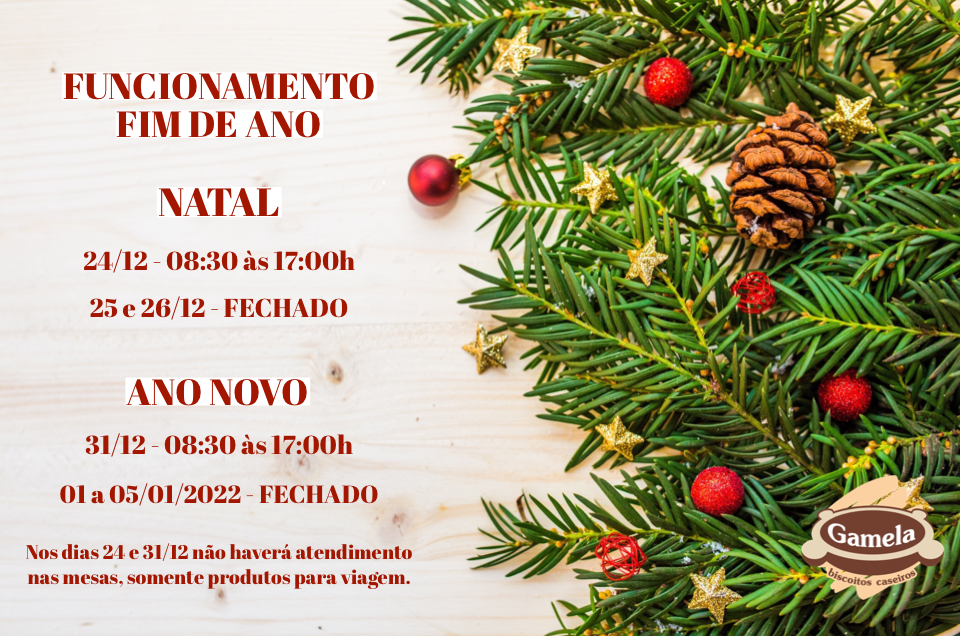 FUNCIONAMENTO
FIM DE ANO
NATAL
24/12 - 08:30 às 17:00h
25 e 26/12 - FECHADO
ANO NOVO
31/12 - 08:30 às 17:00h
01 a 05/01/2022 - FECHADO
Nos dias 24 e 31/12 não haverá atendimento
nas mesas, somente produtos para viagem.
Gamela
biscoitos caseiros